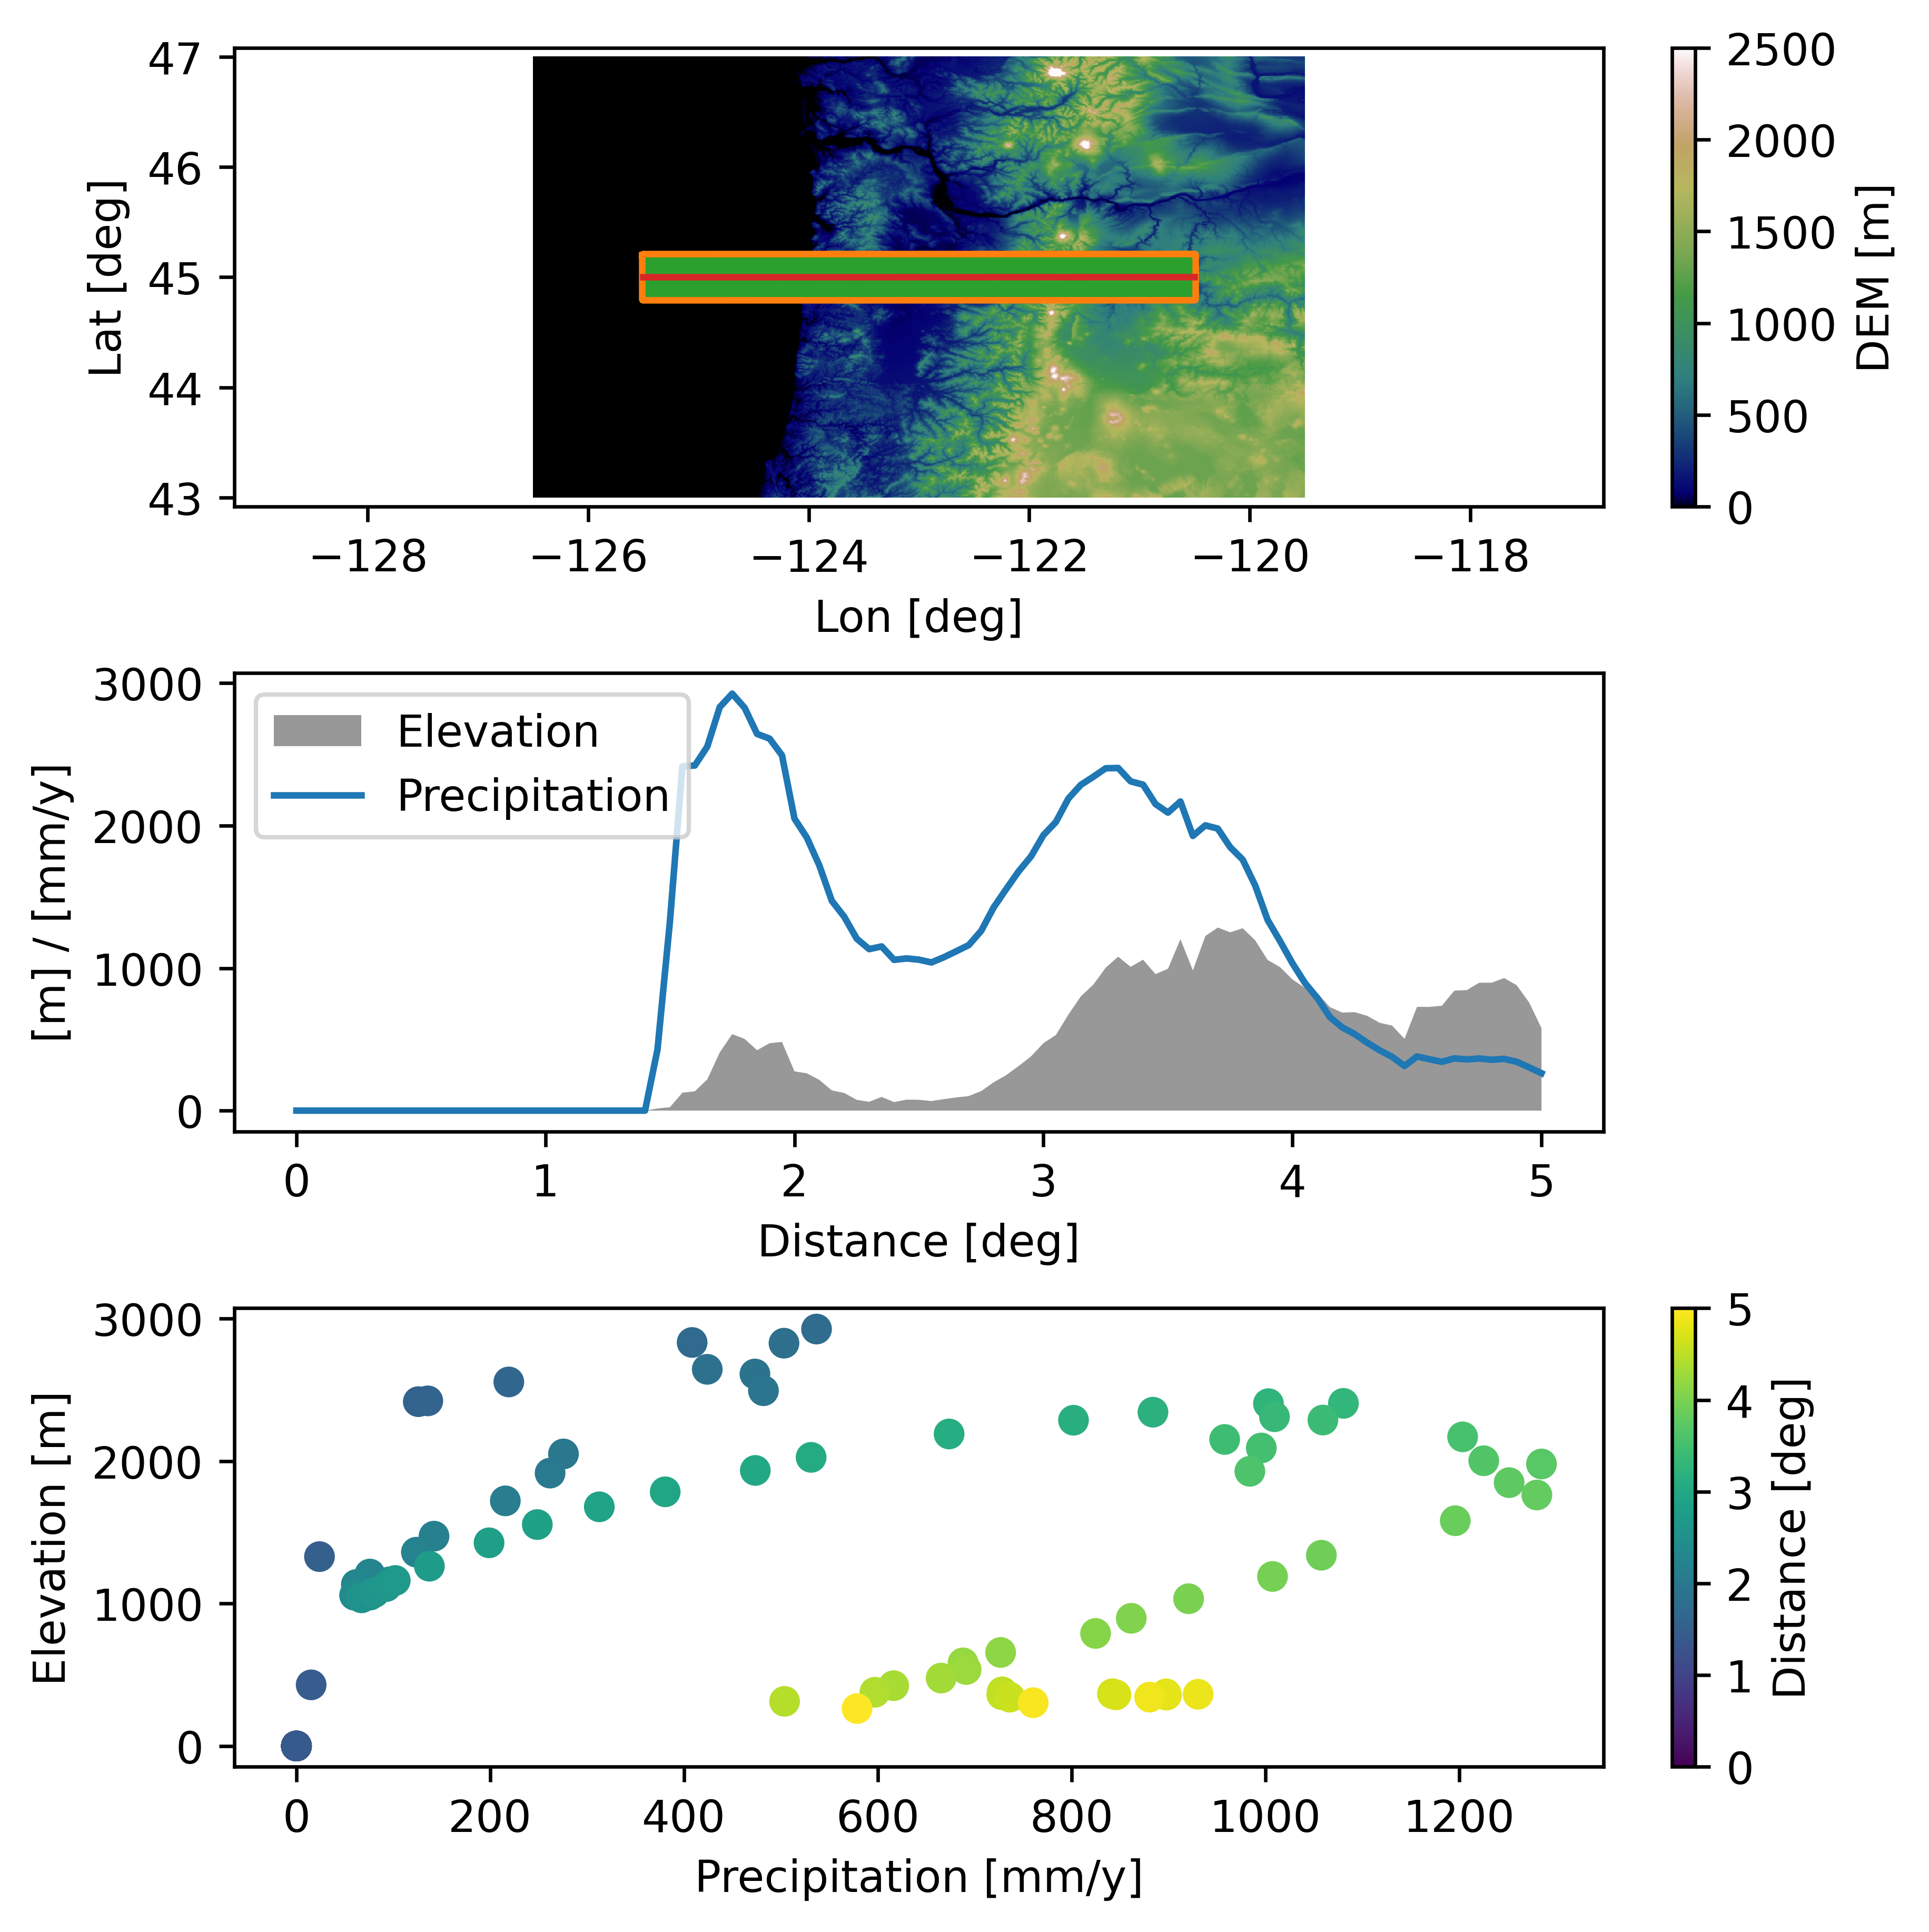 47
46
45
44
43
Lat [deg]
−128 −126 −124 −122 −120 −118
Lon [deg]
2500
2000
1500
1000
500
0
DEM [m]
3000
2000
1000
0
[m] / [mm/y]
Elevation
Precipitation
0 1 2 3 4 5
Distance [deg]
3000
2000
1000
0
Elevation [m]
0 200 400 600 800 1000 1200
Precipitation [mm/y]
5
4
3
2
1
0
Distance [deg]